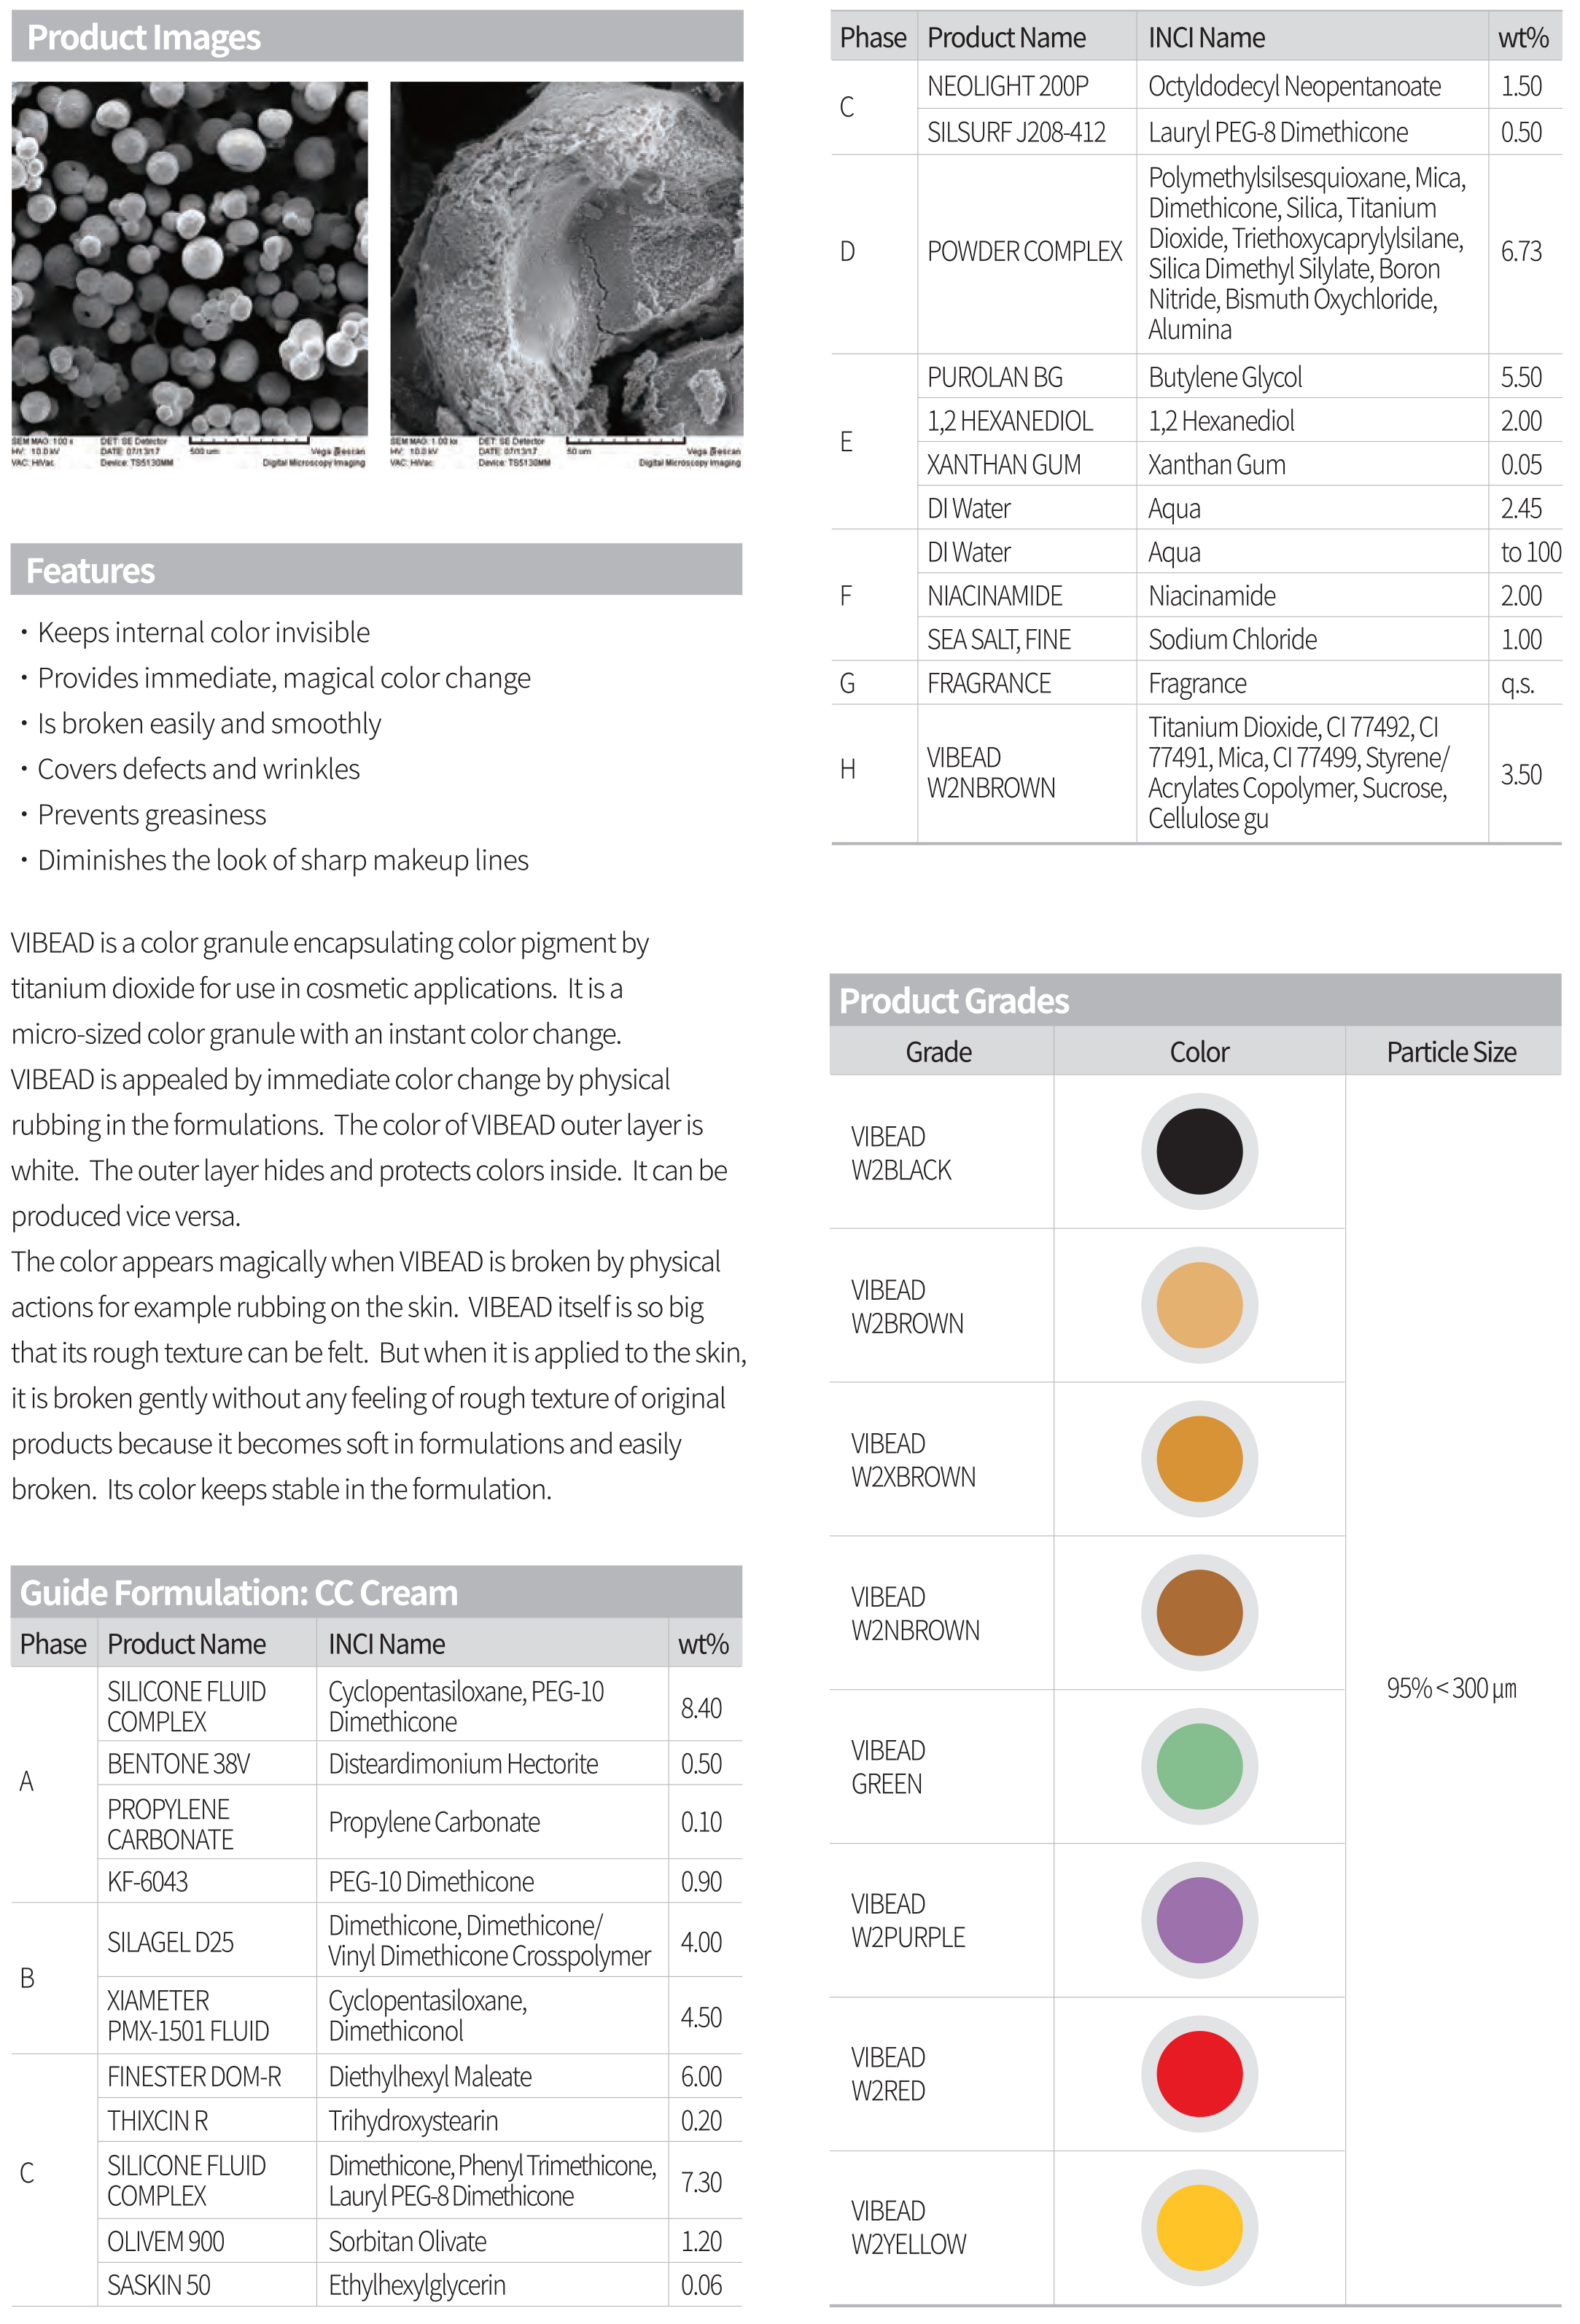 Product Images
SEM MAG: 100 x DET: SE Detector
HV: 10.0 kV DATE: 07/13/17 500 um Vega ©Tescan
VAC: HiVac Device: TS5130MM Digital Microscopy Imaging
SEM MAG: 1.00 kx DET: SE Detector
HV: 10.0 kV DATE: 07/13/17 50 um Vega ©Tescan
VAC: HiVac Device: TS5130MM Digital Microscopy Imaging
Features
• Keeps internal color invisible
• Provides immediate, magical color change
• Is broken easily and smoothly
• Covers defects and wrinkles
• Prevents greasiness
• Diminishes the look of sharp makeup lines
VIBEAD is a color granule encapsulating color pigment by
titanium dioxide for use in cosmetic applications. It is a
micro-sized color granule with an instant color change.
VIBEAD is appealed by immediate color change by physical
rubbing in the formulations. The color of VIBEAD outer layer is
white. The outer layer hides and protects colors inside. It can be
produced vice versa.
The color appears magically when VIBEAD is broken by physical
actions for example rubbing on the skin. VIBEAD itself is so big
that its rough texture can be felt. But when it is applied to the skin,
it is broken gently without any feeling of rough texture of original
products because it becomes soft in formulations and easily
broken. Its color keeps stable in the formulation.
Guide Formulation: CC Cream
Phase Product Name INCI Name wt%
A
SILICONE FLUID
COMPLEX
Cyclopentasiloxane, PEG-10
Dimethicone
8.40
BENTONE 38V Disteardimonium Hectorite 0.50
PROPYLENE
CARBONATE
Propylene Carbonate 0.10
KF-6043 PEG-10 Dimethicone 0.90
B
SILAGEL D25
Dimethicone, Dimethicone/
Vinyl Dimethicone Crosspolymer
4.00
XIAMETER
PMX-1501 FLUID
Cyclopentasiloxane,
Dimethiconol
4.50
C
FINESTER DOM-R Diethylhexyl Maleate 6.00
THIXCIN R Trihydroxystearin 0.20
SILICONE FLUID
COMPLEX
Dimethicone, Phenyl Trimethicone,
Lauryl PEG-8 Dimethicone
7.30
OLIVEM 900 Sorbitan Olivate 1.20
SASKIN 50 Ethylhexylglycerin 0.06
Phase Product Name INCI Name wt%
C
NEOLIGHT 200P Octyldodecyl Neopentanoate 1.50
SILSURF J208-412 Lauryl PEG-8 Dimethicone 0.50
D
POWDER COMPLEX
Polymethylsilsesquioxane, Mica,
Dimethicone, Silica, Titanium
Dioxide, Triethoxycaprylylsilane,
Silica Dimethyl Silylate, Boron
Nitride, Bismuth Oxychloride,
Alumina
6.73
E
PUROLAN BG Butylene Glycol 5.50
1,2 HEXANEDIOL 1,2 Hexanediol 2.00
XANTHAN GUM Xanthan Gum 0.05
DI Water Aqua 2.45
F
DI Water Aqua to 100
NIACINAMIDE Niacinamide 2.00
SEA SALT, FINE Sodium Chloride 1.00
G FRAGRANCE Fragrance q.s.
H
VIBEAD
W2NBROWN
Titanium Dioxide, CI 77492, CI
77491, Mica, CI 77499, Styrene/
Acrylates Copolymer, Sucrose,
Cellulose gu
3.50
Product Grades
Grade Color Particle Size
VIBEAD
W2BLACK
VIBEAD
W2BROWN
VIBEAD
W2XBROWN
VIBEAD
W2NBROWN
VIBEAD
GREEN
VIBEAD
W2PURPLE
VIBEAD
W2RED
VIBEAD
W2YELLOW
95% < 300 μm